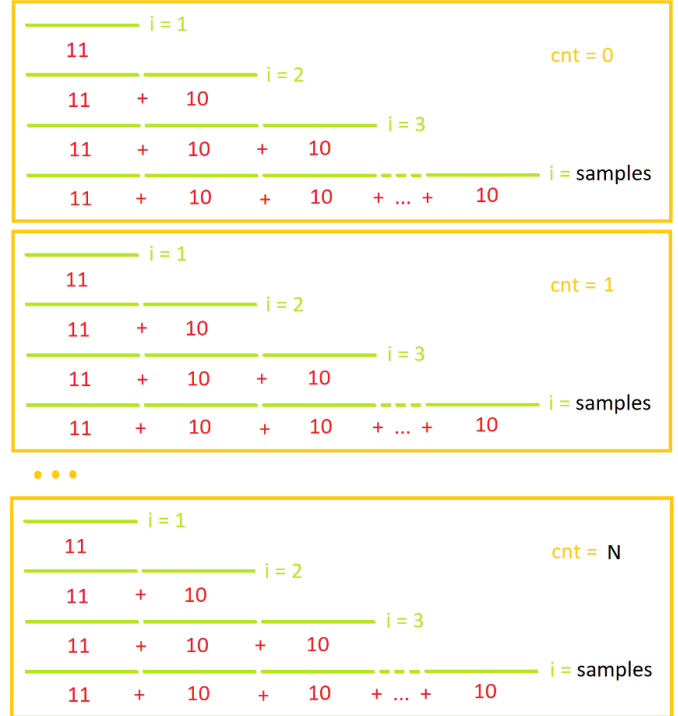 i = 1
11
cnt = 0
i = 2
11 + 10
i = 3
11 + 10 + 10
i = samples
11 + 10 + 10 + ... + 10
i = 1
11
cnt = 1
i = 2
11 + 10
i = 3
11 + 10 + 10
i = samples
11 + 10 + 10 + ... + 10
...
i = 1
11
cnt = N
i = 2
11 + 10
i = 3
11 + 10 + 10
i = samples
11 + 10 + 10 + ... + 10